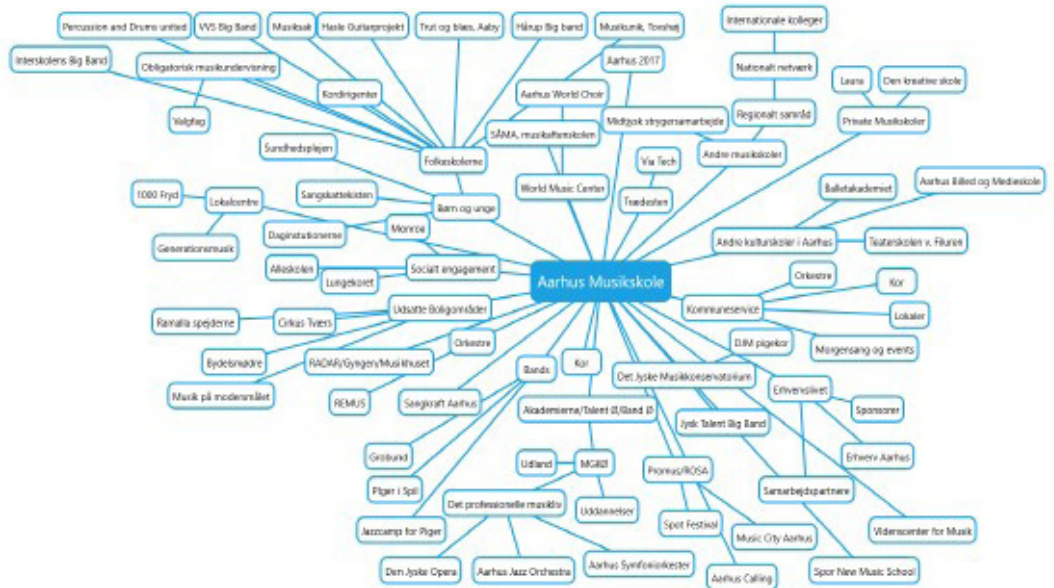 Internationale kolleger
Percussion and Drums united
VVS Big Band
Musiksak
Hasle Guitarprojekt
Trut og blæs, Aaby
Hårup Big band
Musikunik, Tovshøj
Interskolens Big Band
Obligatorisk musikundervisning
Aarhus 2017
Nationalt netværk
Laura
Den kreative skole
Kordirigenter
Aarhus World Choir
Valgfag
Midtjysk strygersamarbejde
Regionalt samråd
Private Musikskoler
SÅMA, musikaftenskolen
Sundhedsplejen
Folkeskolerne
Via Tech
Andre musikskoler
1000 Fryd
Lokalcentre
Sangskattekisten
World Music Center
Balletakademiet
Aarhus Billed og Medieskole
Børn og unge
Trædesten
Generationsmusik
Daginstutionerne
Monroe
Andre kulturskoler i Aarhus
Teaterskolen v. Filuren
Alleskolen
Lungekoret
Socialt engagement
Aarhus Musikskole
Orkestre
Kor
Udsatte Boligområder
Kommuneservice
Lokaler
Ramalla spejderne
Cirkus Tværs
Orkestre
DJM pigekor
Morgensang og events
Bydelsmødre
RADAR/Gyngen/Musikhuset
Bands
Kor
Det Jyske Musikkonservatorium
Erhvervslivet
Musik på modersmålet
REMUS
Sangkraft Aarhus
Akademierne/Talent Ø/Band Ø
Jysk Talent Big Band
Sponsorer
Grobund
Udland
MGBØ
Promus/ROSA
Erhverv Aarhus
Piger i Spil
Samarbejdspartnere
Det professionelle musikliv
Uddannelser
Jazzcamp for Piger
Spot Festival
Music City Aarhus
Videnscenter for Musik
Den Jyske Opera
Aarhus Jazz Orchestra
Aarhus Symfoniorkester
Aarhus Calling
Spor New Music School